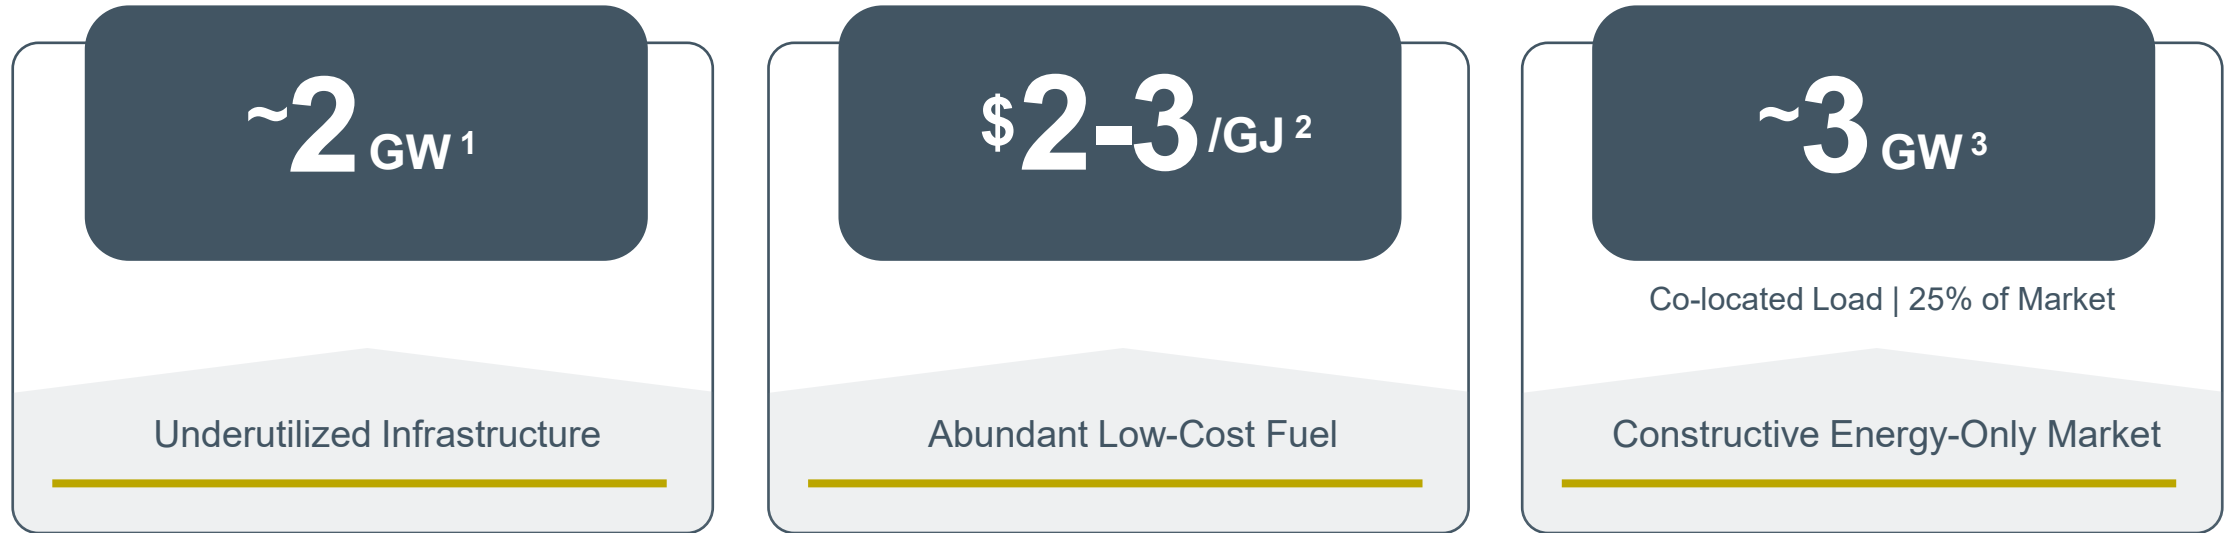 ~2 GW 1
Underutilized Infrastructure
$2-3/GJ 2
Abundant Low-Cost Fuel
~3 GW 3
Co-located Load | 25% of Market
Constructive Energy-Only Market